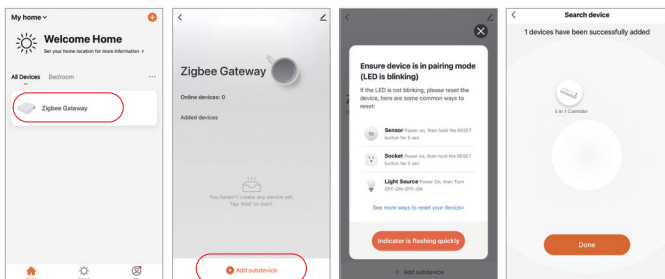 My home
Welcome Home
Set your home location for more information >
All Devices Bedroom ...
Zigbee Gateway
Zigbee Gateway
Online devices: 0
Added devices
You haven't create any device yet.
Tap 'Add' to start.
Add subdevice
Ensure device is in pairing mode
(LED is blinking)
If the LED is not blinking, please reset the
device, here are some common ways to
reset:
Sensor Power on, then hold the RESET
button for 5 sec
Socket Power on, then hold the RESET
button for 5 sec
Light Source Power On, then Turn
OFF-ON-OFF-ON
See more ways to reset your device>
Indicator is flashing quickly
+ Add subdevice
Search device
1 devices have been successfully added
5 in 1 Controller
Done